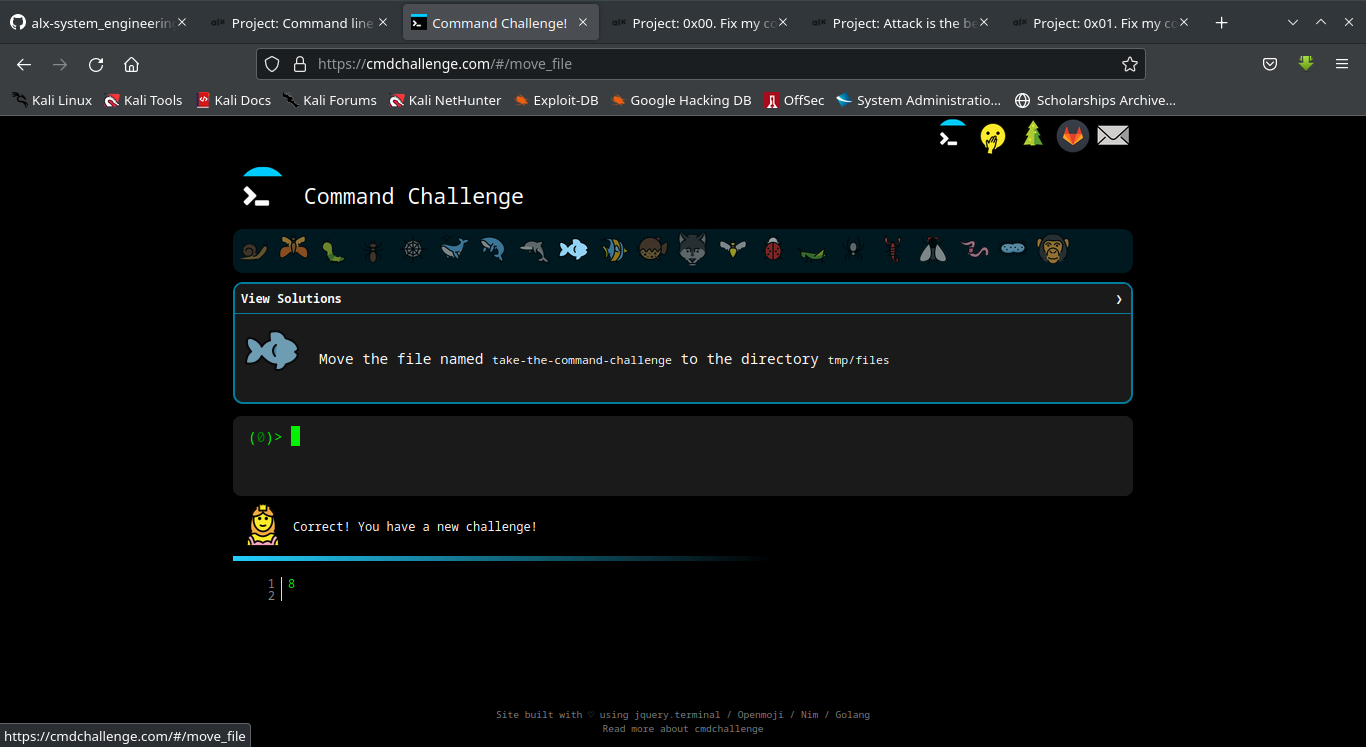 alx-system_engineerin
Project: Command line
Command Challenge!
Project: 0x00. Fix my co
Project: Attack is the be
Project: 0x01. Fix my co
https://cmdchallenge.com/#/move_file
Kali Linux
Kali Tools
Kali Docs
Kali Forums
Kali NetHunter
Exploit-DB
Google Hacking DB
OffSec
System Administratio...
Scholarships Archive...
Command Challenge
View Solutions
Move the file named take-the-command-challenge to the directory tmp/files
(0)>
Correct! You have a new challenge!
1 8
2
Site built with ♡ using jquery.terminal / Openmoji / Nim / Golang
Read more about cmdchallenge
https://cmdchallenge.com/#/move_file